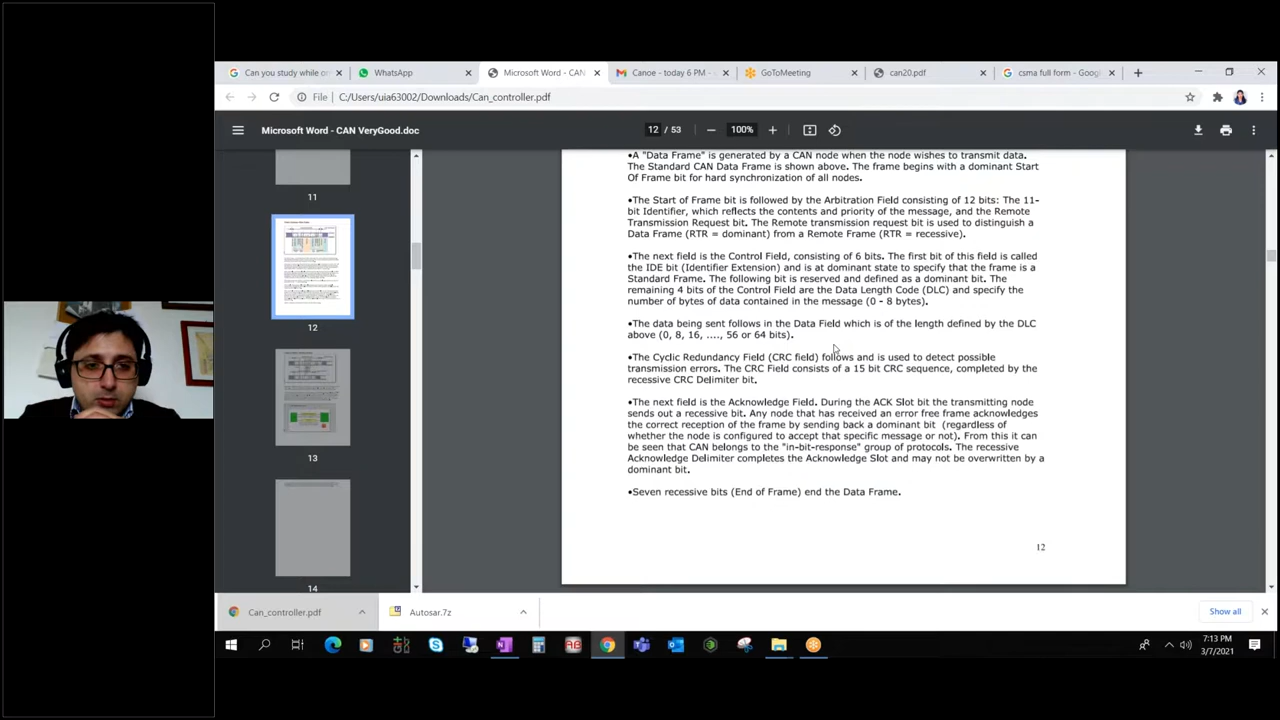 Can you study while on
WhatsApp
Microsoft Word - CAN
Canoe - today 6 PM -
GoToMeeting
can20.pdf
csma full form - Google
File
C:/Users/uia63002/Downloads/Can_controller.pdf
Microsoft Word - CAN VeryGood.doc
12 / 53
100%
•A "Data Frame" is generated by a CAN node when the node wishes to transmit data.
The Standard CAN Data Frame is shown above. The frame begins with a dominant Start
Of Frame bit for hard synchronization of all nodes.
•The Start of Frame bit is followed by the Arbitration Field consisting of 12 bits: The 11-
bit Identifier, which reflects the contents and priority of the message, and the Remote
Transmission Request bit. The Remote transmission request bit is used to distinguish a
Data Frame (RTR = dominant) from a Remote Frame (RTR = recessive).
•The next field is the Control Field, consisting of 6 bits. The first bit of this field is called
the IDE bit (Identifier Extension) and is at dominant state to specify that the frame is a
Standard Frame. The following bit is reserved and defined as a dominant bit. The
remaining 4 bits of the Control Field are the Data Length Code (DLC) and specify the
number of bytes of data contained in the message (0 - 8 bytes).
•The data being sent follows in the Data Field which is of the length defined by the DLC
above (0, 8, 16, ...., 56 or 64 bits).
•The Cyclic Redundancy Field (CRC field) follows and is used to detect possible
transmission errors. The CRC Field consists of a 15 bit CRC sequence, completed by the
recessive CRC Delimiter bit.
•The next field is the Acknowledge Field. During the ACK Slot bit the transmitting node
sends out a recessive bit. Any node that has received an error free frame acknowledges
the correct reception of the frame by sending back a dominant bit (regardless of
whether the node is configured to accept that specific message or not). From this it can
be seen that CAN belongs to the "in-bit-response" group of protocols. The recessive
Acknowledge Delimiter completes the Acknowledge Slot and may not be overwritten by a
dominant bit.
•Seven recessive bits (End of Frame) end the Data Frame.
12
11
12
13
14
Can_controller.pdf
Autosar.7z
Show all
7:13 PM
3/7/2021